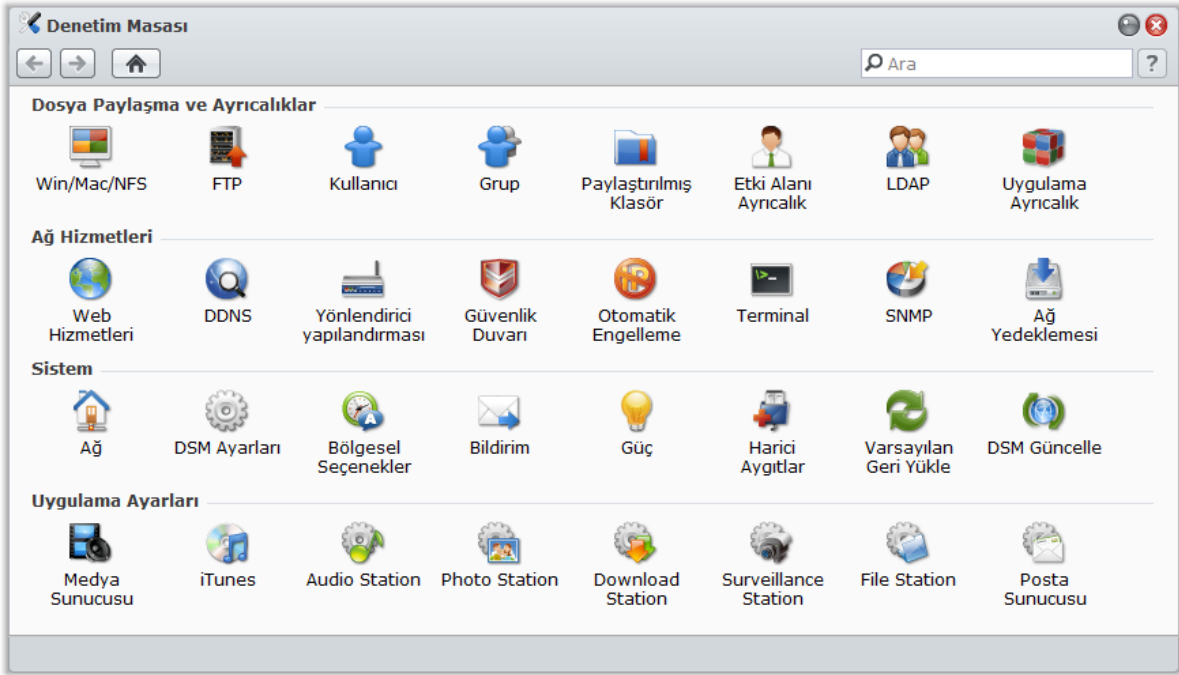 Denetim Masası
Ara
?
Dosya Paylaşma ve Ayrıcalıklar
Win/Mac/NFS
FTP
Kullanıcı
Grup
Paylaştırılmış
Klasör
Etki Alanı
Ayrıcalık
LDAP
Uygulama
Ayrıcalık
Ağ Hizmetleri
Web
Hizmetleri
DDNS
Yönlendirici
yapılandırması
Güvenlik
Duvarı
Otomatik
Engelleme
Terminal
SNMP
Ağ
Yedeklemesi
Sistem
Ağ
DSM Ayarları
Bölgesel
Seçenekler
Bildirim
Güç
Harici
Aygıtlar
Varsayılan
Geri Yükle
DSM Güncelle
Uygulama Ayarları
Medya
Sunucusu
iTunes
Audio Station
Photo Station
Download
Station
Surveillance
Station
File Station
Posta
Sunucusu